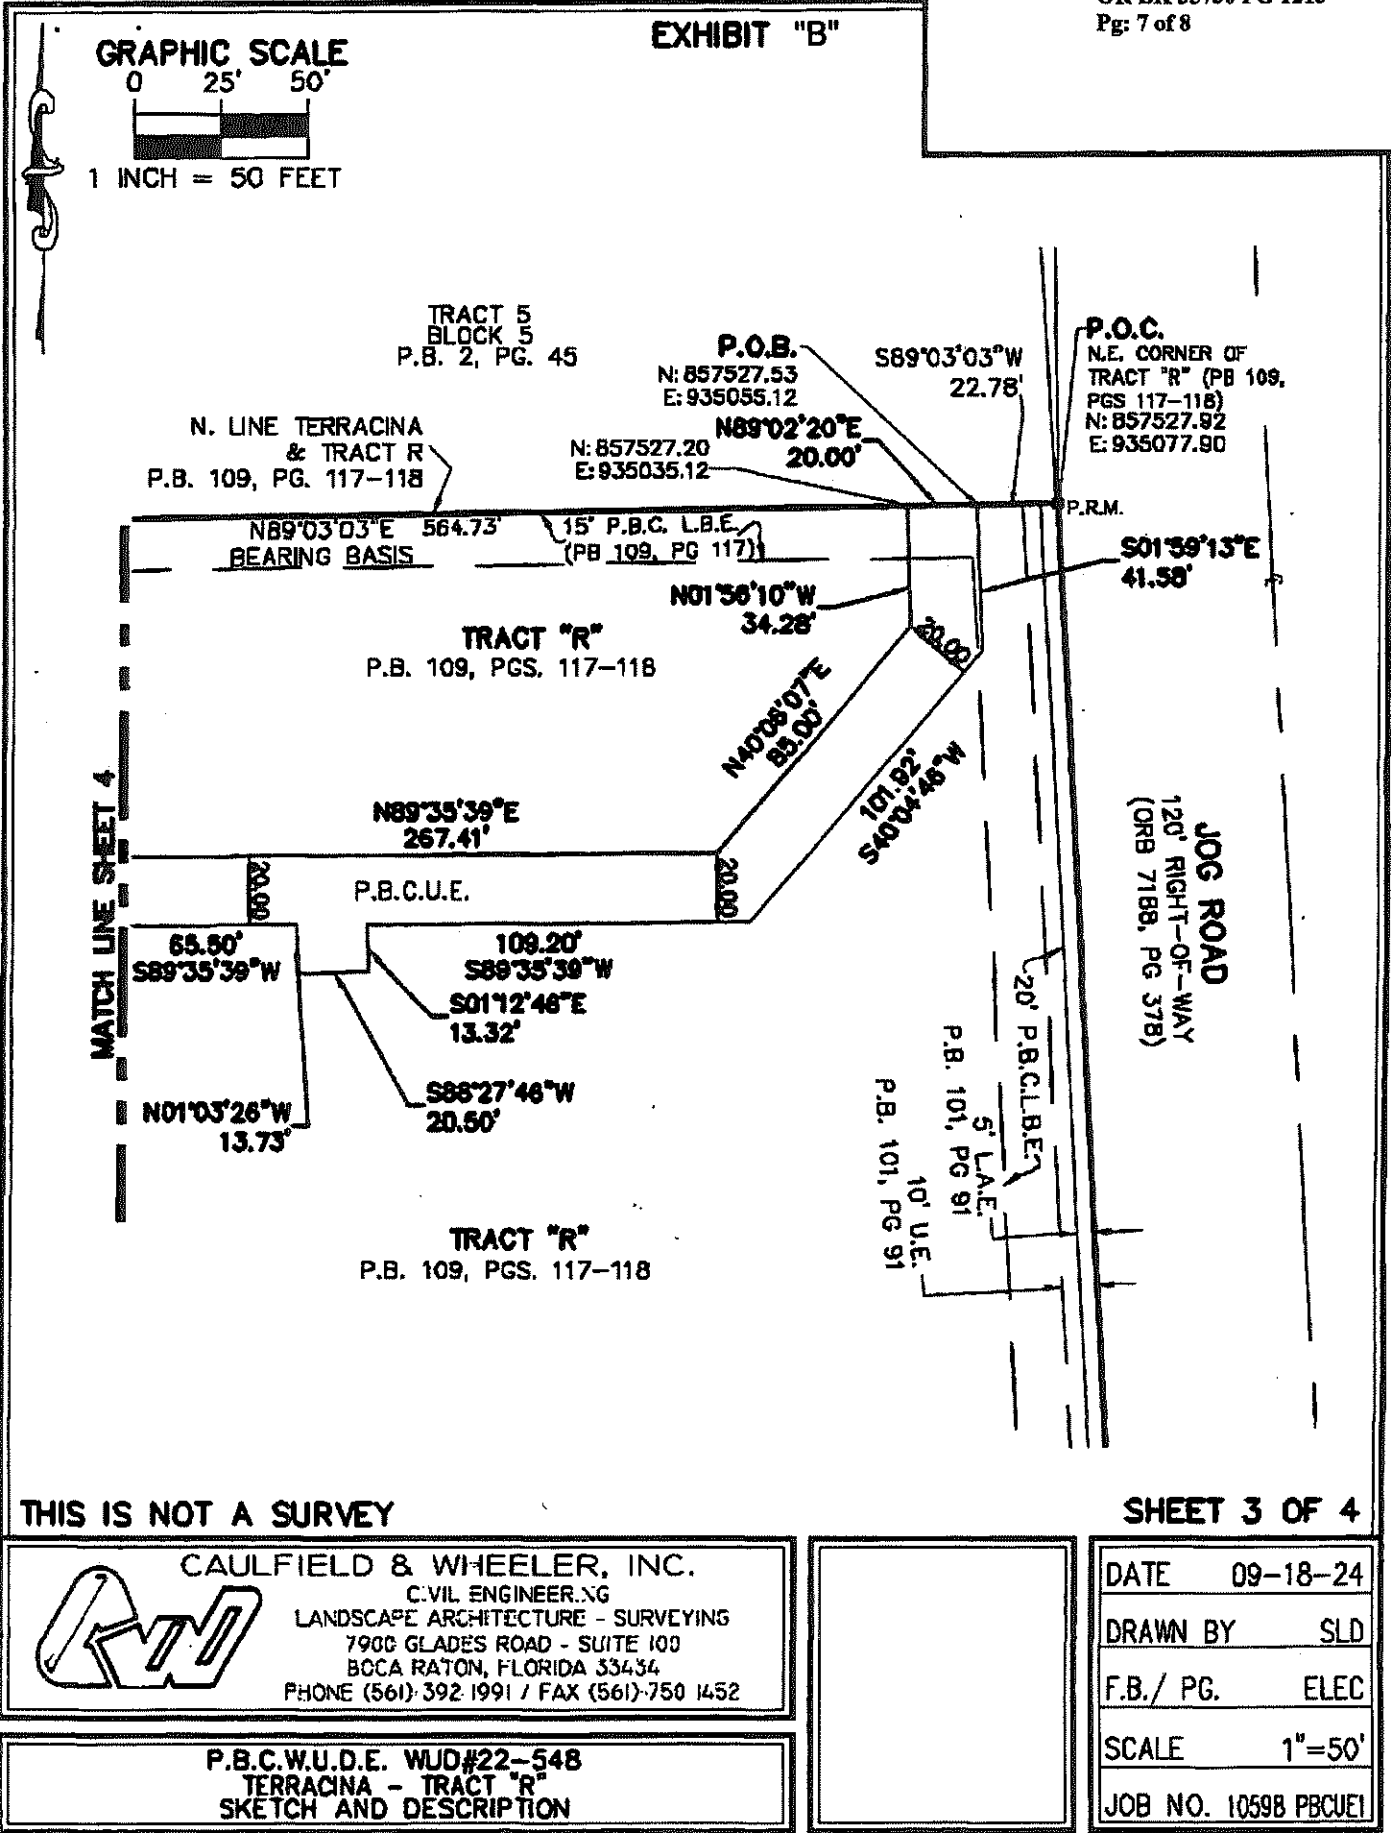 Pg: 7 of 8
EXHIBIT "B"
GRAPHIC SCALE
0 25' 50'
1 INCH = 50 FEET
TRACT 5
BLOCK 5
P.B. 2, PG. 45
P.O.B.
N: 857527.53
E: 935055.12
S89°03'03"W
22.78'
P.O.C.
N.E. CORNER OF
TRACT "R" (PB 109,
PGS 117-118)
N: 857527.92
E: 935077.90
N. LINE TERRACINA
& TRACT R
P.B. 109, PG. 117-118
N: 857527.20
E: 935035.12
N89°02'20"E
20.00'
P.R.M.
N89°03'03"E 564.73'
BEARING BASIS
15' P.B.C. L.B.E.
(PB 109, PG 117)
S01°59'13"E
41.58'
N01°56'10"W
34.28'
20.00
TRACT "R"
P.B. 109, PGS. 117-118
N40°06'07"E
85.00'
101.92'
S40°04'46"W
MATCH LINE SHEET 4
N89°35'39"E
267.41'
20.00
P.B.C.U.E.
20.00
65.50'
S89°35'39"W
109.20'
S89°35'39"W
S01°12'46"E
13.32'
S88°27'46"W
20.50'
N01°03'26"W
13.73'
JOG ROAD
120' RIGHT-OF-WAY
(ORB 7188, PG 378)
20' P.B.C.L.B.E.
5' L.A.E.
P.B. 101, PG 91
10' U.E.
P.B. 101, PG 91
TRACT "R"
P.B. 109, PGS. 117-118
THIS IS NOT A SURVEY
SHEET 3 OF 4
CAULFIELD & WHEELER, INC.
CIVIL ENGINEERING
LANDSCAPE ARCHITECTURE - SURVEYING
7900 GLADES ROAD - SUITE 100
BOCA RATON, FLORIDA 33434
PHONE (561)-392-1991 / FAX (561)-750-1452
P.B.C.W.U.D.E. WUD#22-548
TERRACINA - TRACT "R"
SKETCH AND DESCRIPTION
DATE 09-18-24
DRAWN BY SLD
F.B./ PG. ELEC
SCALE 1"=50'
JOB NO. 10598 PBCUE1